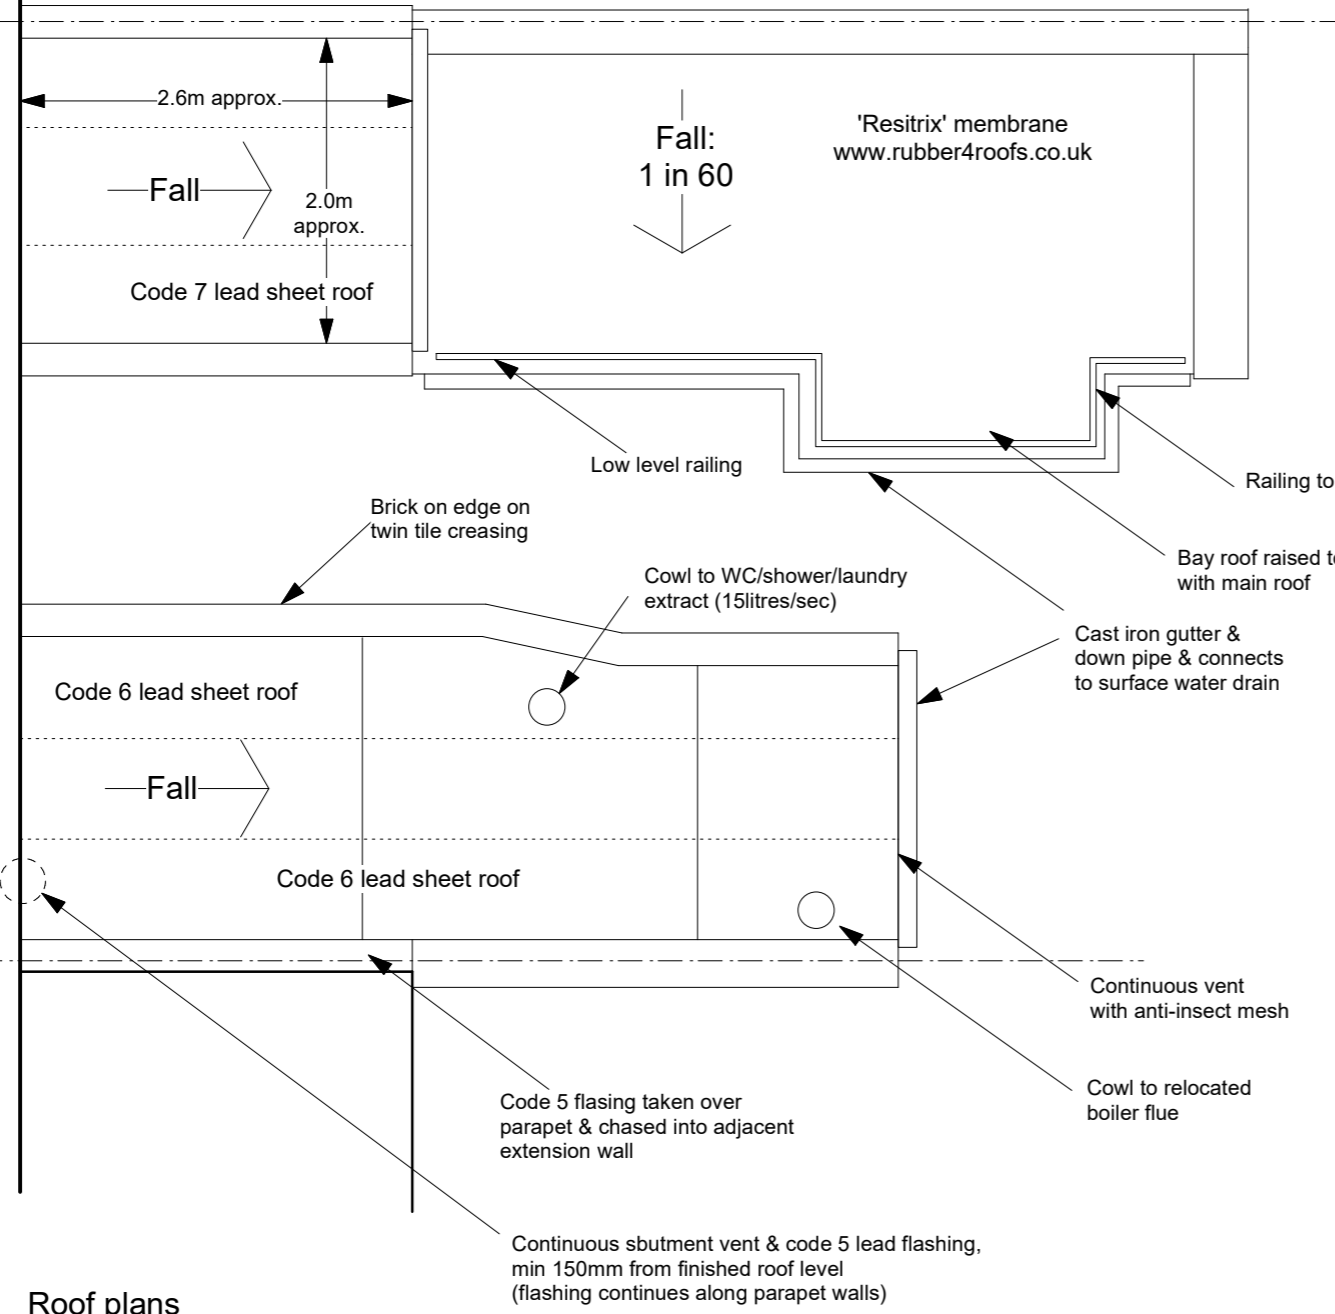 2.6m approx.
Fall
2.0m
approx.
Code 7 lead sheet roof
Fall:
1 in 60
'Resitrix' membrane
www.rubber4roofs.co.uk
Low level railing
Railing to
Brick on edge on
twin tile creasing
Cowl to WC/shower/laundry
extract (15litres/sec)
Bay roof raised
with main roof
Cast iron gutter &
down pipe & connects
to surface water drain
Code 6 lead sheet roof
Fall
Code 6 lead sheet roof
Continuous vent
with anti-insect mesh
Cowl to relocated
boiler flue
Code 5 flasing taken over
parapet & chased into adjacent
extension wall
Continuous sbutment vent & code 5 lead flashing,
min 150mm from finished roof level
(flashing continues along parapet walls)
Roof plans